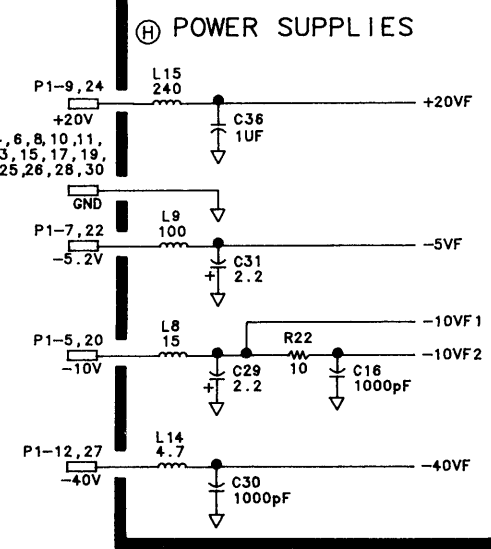 H POWER SUPPLIES
P1-9,24
L15
240
+20V
+20VF
C36
1UF
,6,8,10,11,
3,15,17,19,
25,26,28,30
GND
P1-7,22
L9
100
-5.2V
-5VF
C31
+
2.2
-10VF1
P1-5,20
L8
15
R22
-10V
10
-10VF2
C29
+
2.2
C16
1000pF
P1-12,27
L14
4.7
-40V
-40VF
C30
1000pF